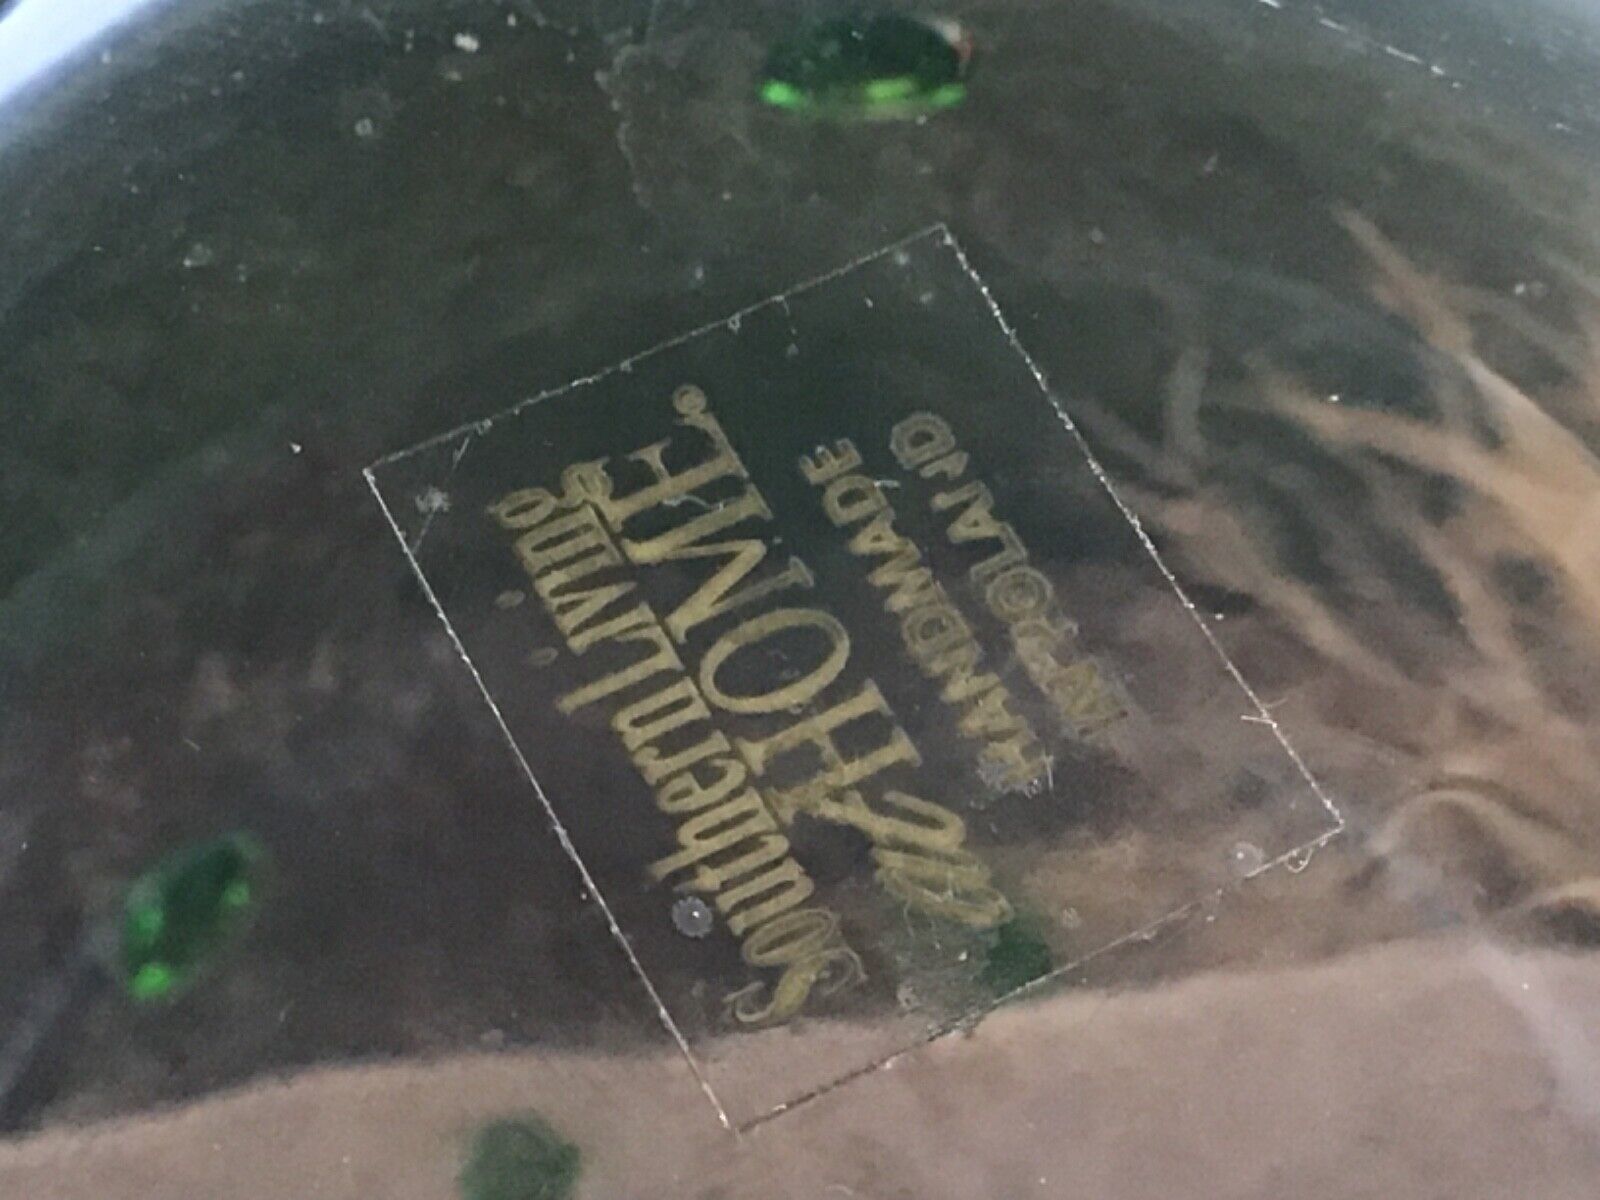 Southern Living
at HOME.
HANDMADE
IN POLAND